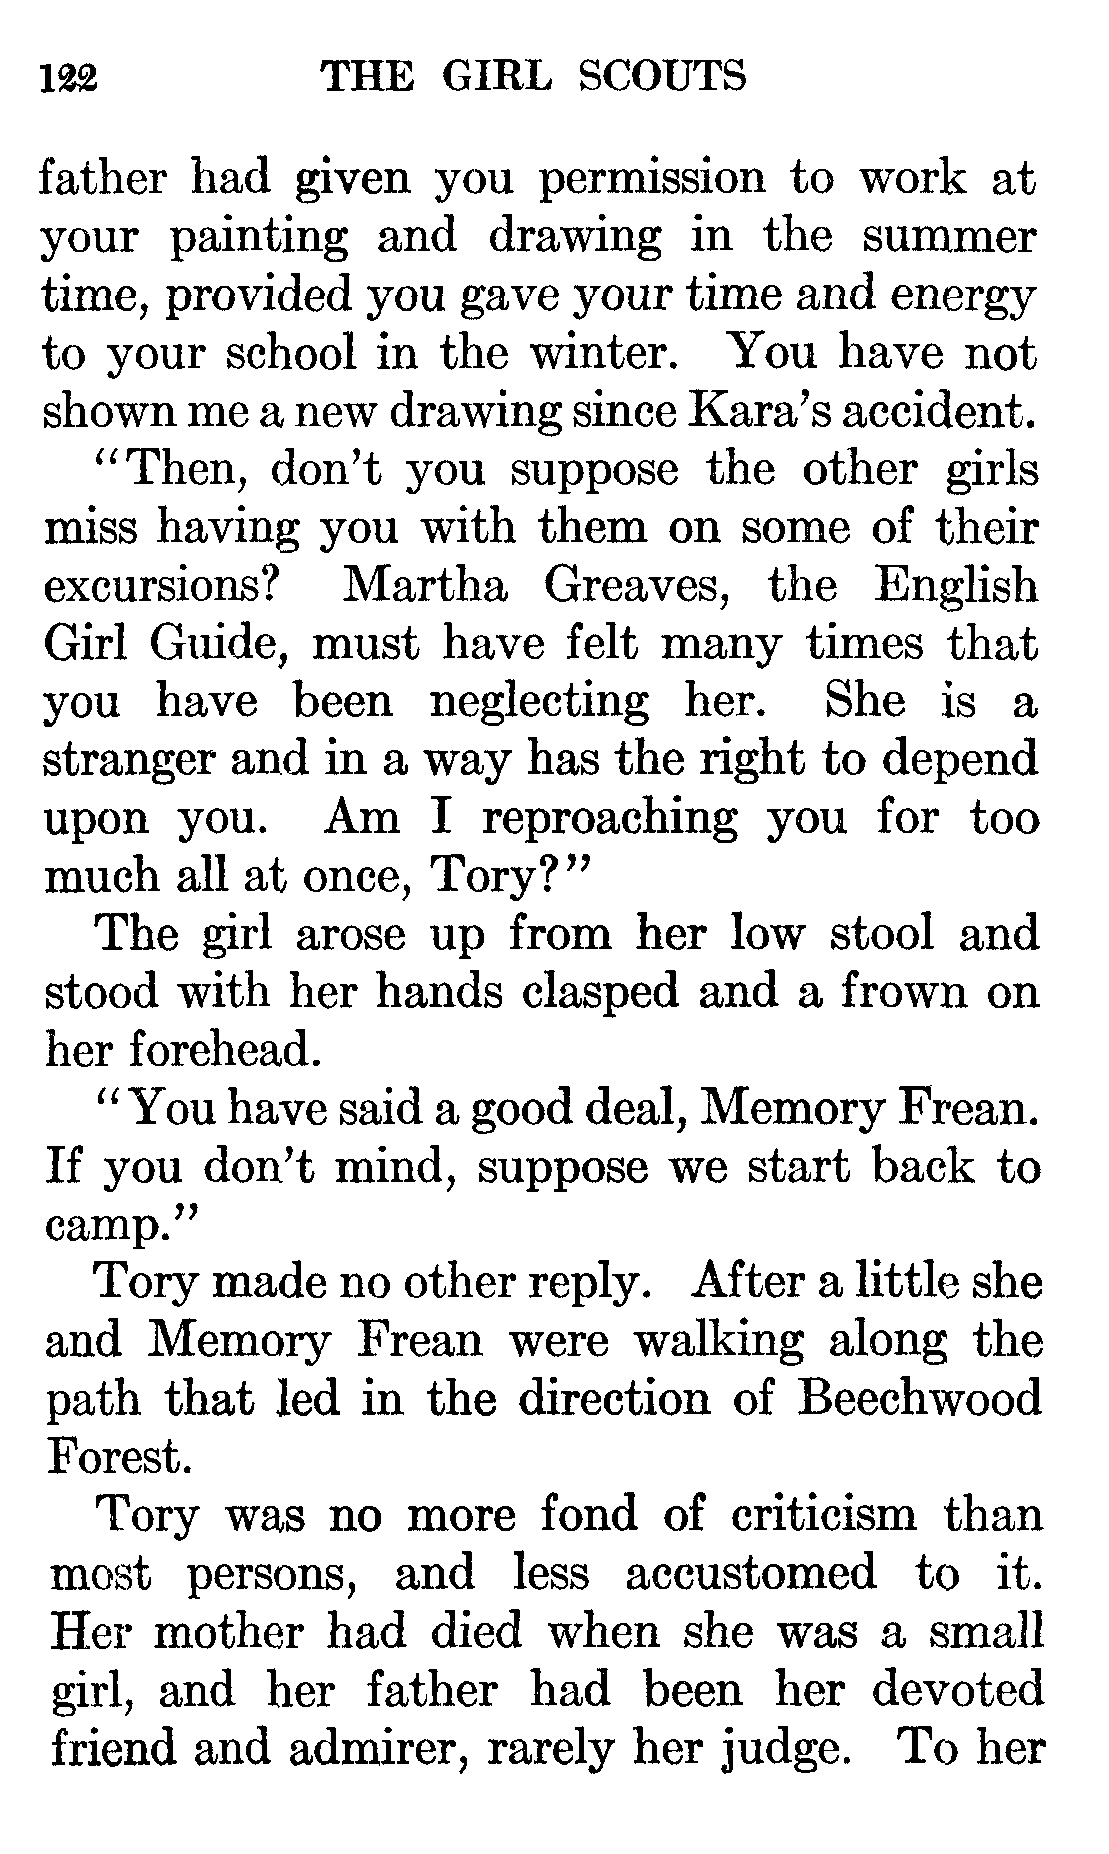 122 THE GIRL SCOUTS
father had given you permission to work at
your painting and drawing in the summer
time, provided you gave your time and energy
to your school in the winter. You have not
shown me a new drawing since Kara's accident.
"Then, don't you suppose the other girls
miss having you with them on some of their
excursions? Martha Greaves, the English
Girl Guide, must have felt many times that
you have been neglecting her. She is a
stranger and in a way has the right to depend
upon you. Am I reproaching you for too
much all at once, Tory?"
The girl arose up from her low stool and
stood with her hands clasped and a frown on
her forehead.
"You have said a good deal, Memory Frean.
If you don't mind, suppose we start back to
camp."
Tory made no other reply. After a little she
and Memory Frean were walking along the
path that led in the direction of Beechwood
Forest.
Tory was no more fond of criticism than
most persons, and less accustomed to it.
Her mother had died when she was a small
girl, and her father had been her devoted
friend and admirer, rarely her judge. To her